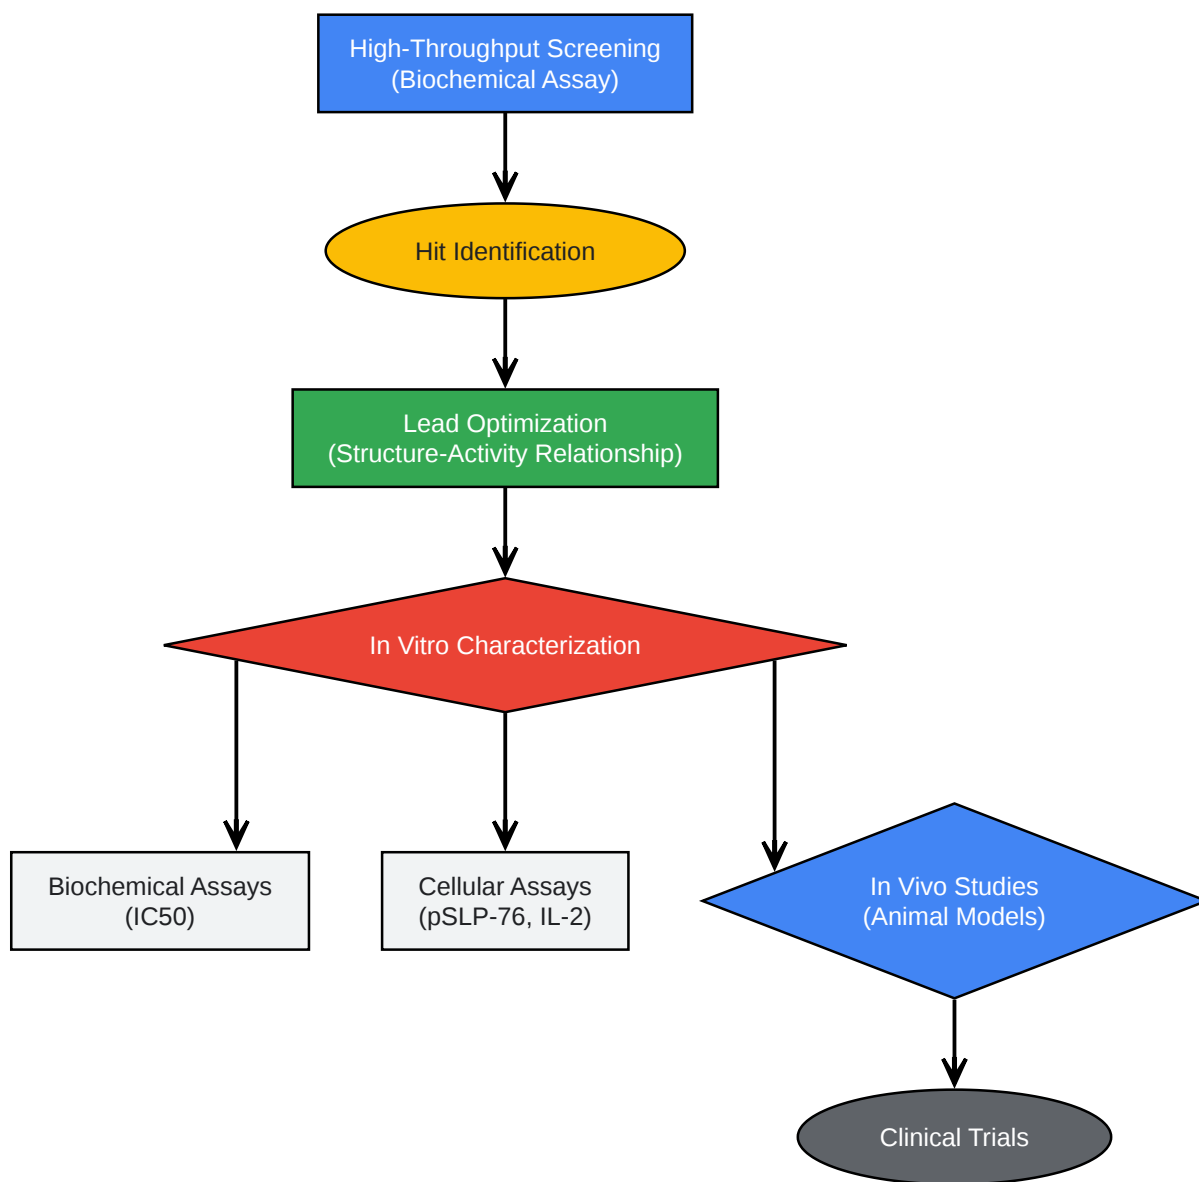 High-Throughput Screening
(Biochemical Assay)
Hit Identification
Lead Optimization
(Structure-Activity Relationship)
In Vitro Characterization
Biochemical Assays
(IC50)
Cellular Assays
(pSLP-76, IL-2)
In Vivo Studies
(Animal Models)
Clinical Trials